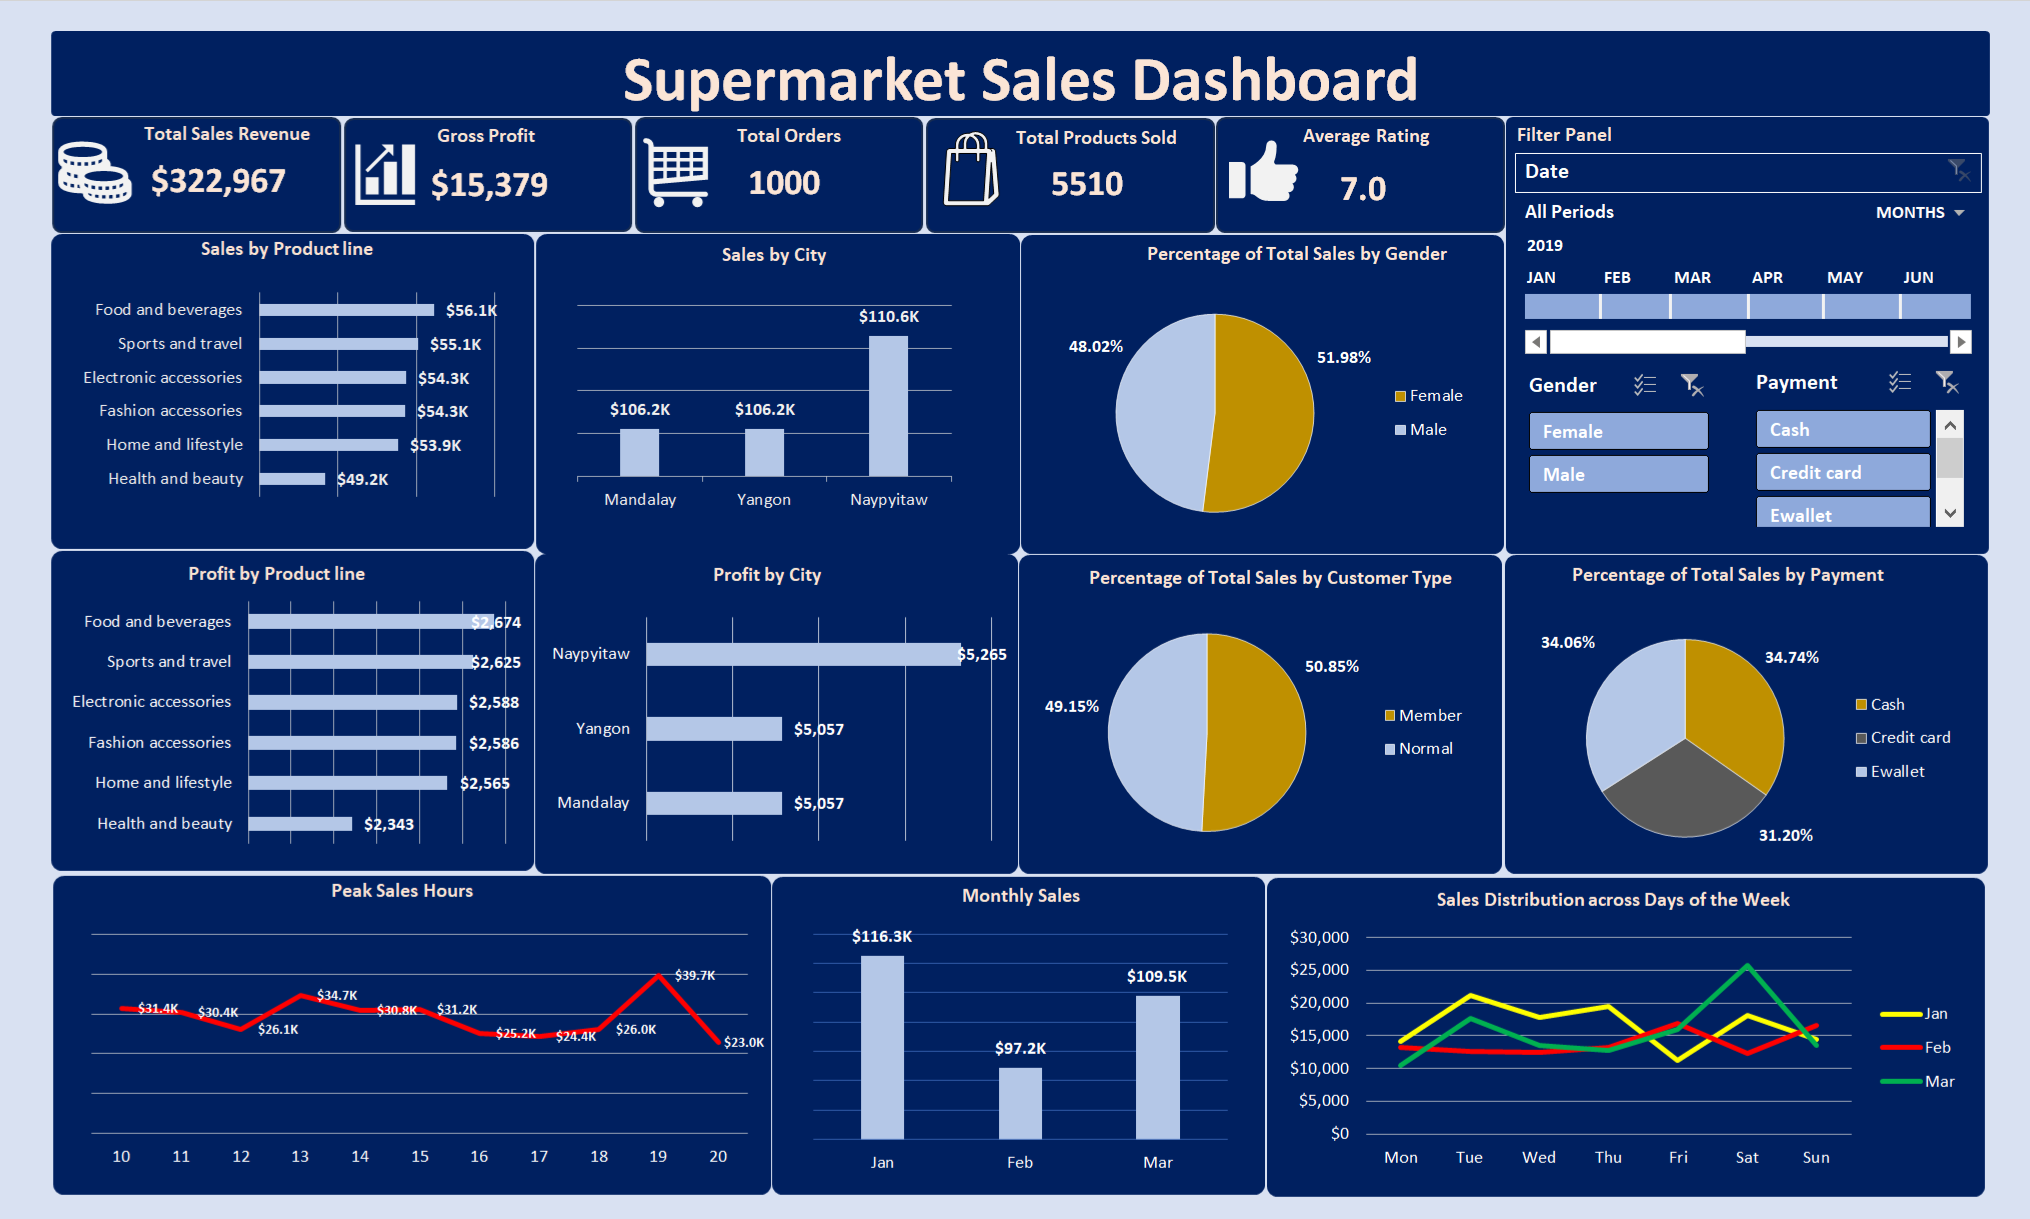 Supermarket Sales Dashboard
Total Sales Revenue
$322,967
Gross Profit
$15,379
Total Orders
1000
Total Products Sold
5510
Average Rating
7.0
Filter Panel
Date
All Periods
MONTHS
2019
JAN FEB MAR APR MAY JUN
Gender
Female
Male
Payment
Cash
Credit card
Ewallet
Sales by Product line
Food and beverages $56.1K
Sports and travel $55.1K
Electronic accessories $54.3K
Fashion accessories $54.3K
Home and lifestyle $53.9K
Health and beauty $49.2K
Sales by City
$106.2K $106.2K $110.6K
Mandalay Yangon Naypyitaw
Percentage of Total Sales by Gender
48.02%
51.98%
Female
Male
Profit by Product line
Food and beverages $2,674
Sports and travel $2,625
Electronic accessories $2,588
Fashion accessories $2,586
Home and lifestyle $2,565
Health and beauty $2,343
Profit by City
Naypyitaw $5,265
Yangon $5,057
Mandalay $5,057
Percentage of Total Sales by Customer Type
50.85%
49.15%
Member
Normal
Percentage of Total Sales by Payment
34.06%
34.74%
31.20%
Cash
Credit card
Ewallet
Peak Sales Hours
$31.4K $30.4K $26.1K $34.7K $30.8K $31.2K $25.2K $24.4K $26.0K $39.7K $23.0K
10 11 12 13 14 15 16 17 18 19 20
Monthly Sales
$116.3K $97.2K $109.5K
Jan Feb Mar
Sales Distribution across Days of the Week
$30,000
$25,000
$20,000
$15,000
$10,000
$5,000
$0
Mon Tue Wed Thu Fri Sat Sun
Jan
Feb
Mar